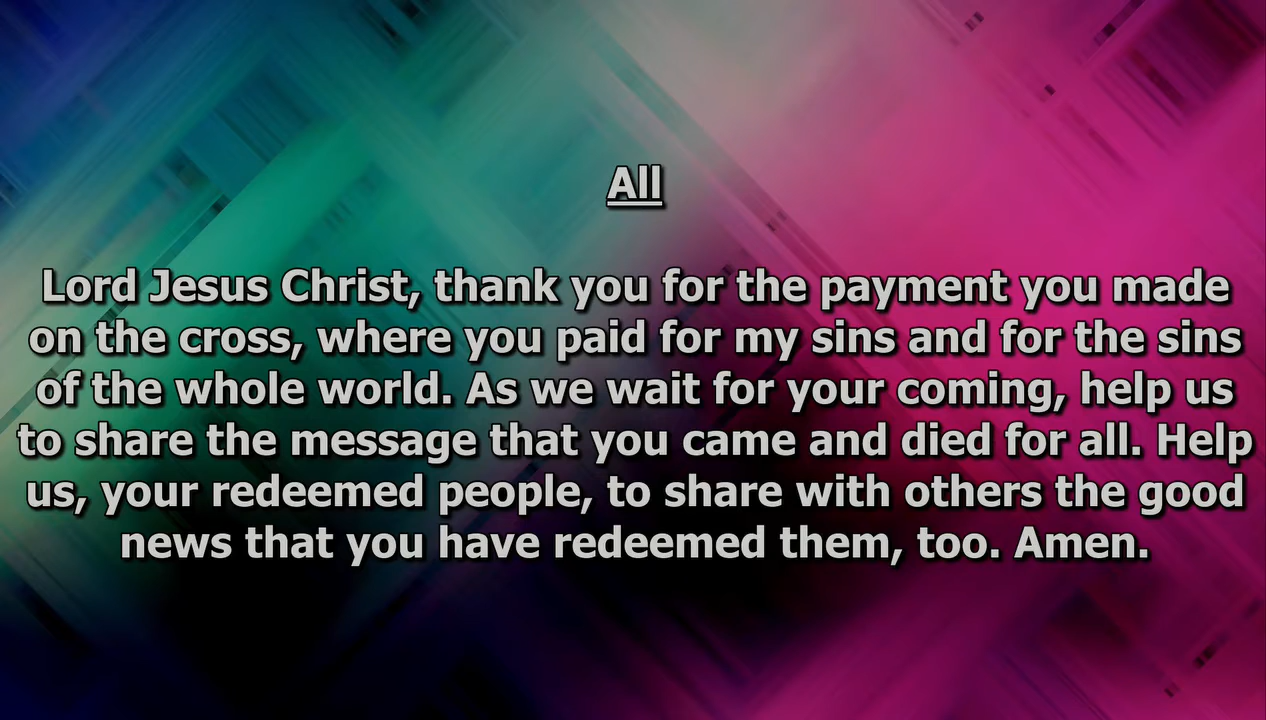 All
Lord Jesus Christ, thank you for the payment you made
on the cross, where you paid for my sins and for the sins
of the whole world. As we wait for your coming, help us
to share the message that you came and died for all. Help
us, your redeemed people, to share with others the good
news that you have redeemed them, too. Amen.